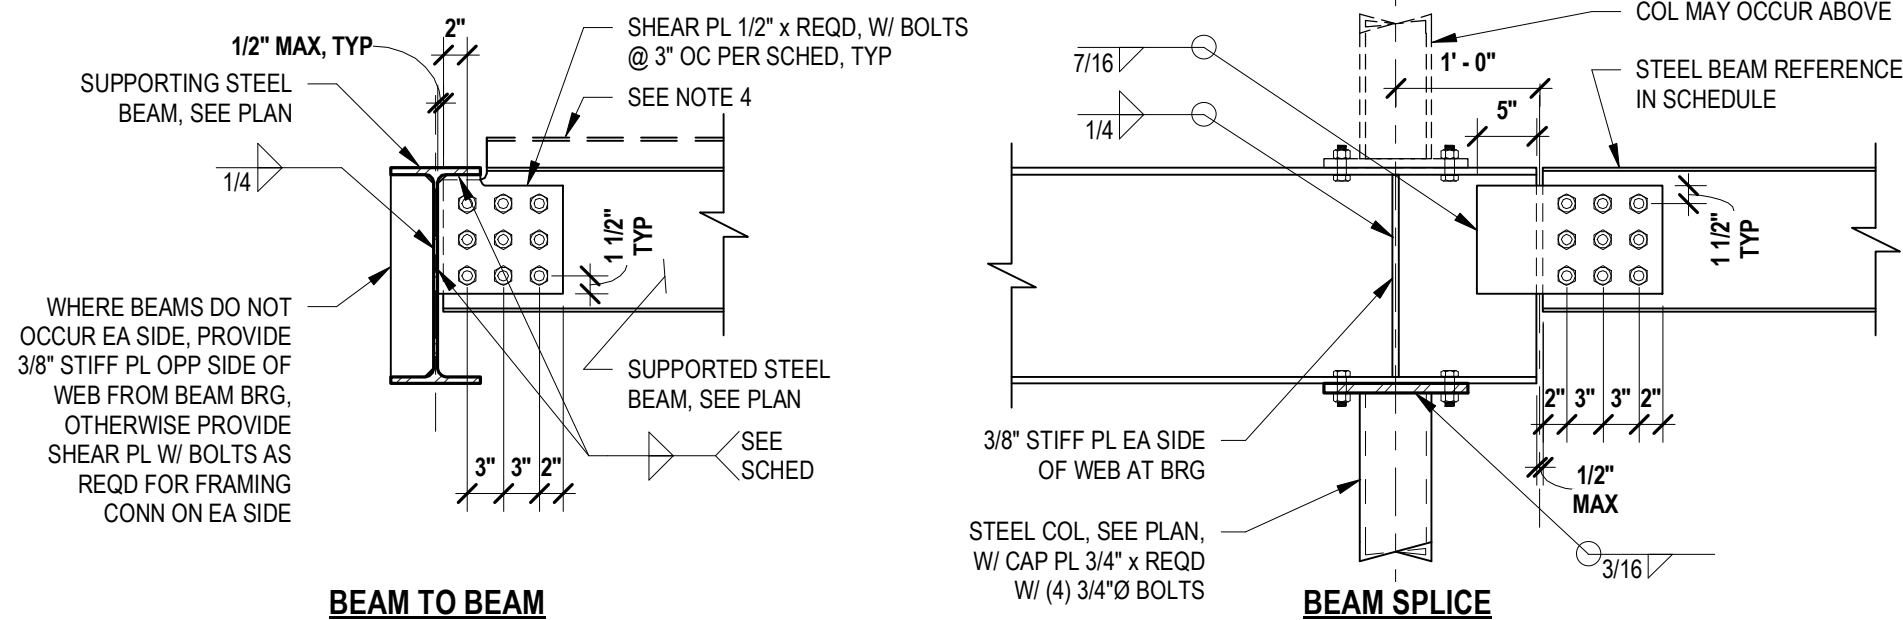 2"
1/2" MAX, TYP
SUPPORTING STEEL
BEAM, SEE PLAN
SHEAR PL 1/2" x REQD, W/ BOLTS
@ 3" OC PER SCHED, TYP
SEE NOTE 4
1/4
1 1/2"
TYP
WHERE BEAMS DO NOT
OCCUR EA SIDE, PROVIDE
3/8" STIFF PL OPP SIDE OF
WEB FROM BEAM BRG,
OTHERWISE PROVIDE
SHEAR PL W/ BOLTS AS
REQD FOR FRAMING
CONN ON EA SIDE
SUPPORTED STEEL
BEAM, SEE PLAN
SEE
SCHED
3" 3" 2"
BEAM TO BEAM
COL MAY OCCUR ABOVE
7/16
1' - 0"
STEEL BEAM REFERENCE
IN SCHEDULE
5"
1/4
1 1/2"
TYP
2" 3" 3" 2"
3/8" STIFF PL EA SIDE
OF WEB AT BRG
1/2"
MAX
STEEL COL, SEE PLAN,
W/ CAP PL 3/4" x REQD
W/ (4) 3/4"Ø BOLTS
3/16
BEAM SPLICE